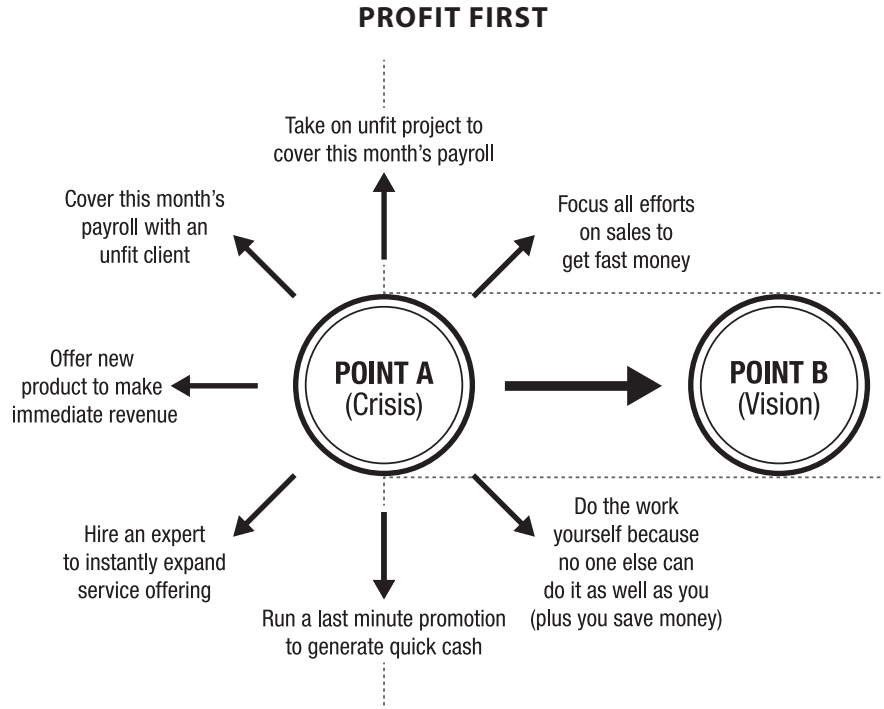 PROFIT FIRST
Take on unfit project to
cover this month’s payroll
Cover this month’s
payroll with an
unfit client
Focus all efforts
on sales to
get fast money
Offer new
product to make
immediate revenue
POINT A
(Crisis)
POINT B
(Vision)
Hire an expert
to instantly expand
service offering
Run a last minute promotion
to generate quick cash
Do the work
yourself because
no one else can
do it as well as you
(plus you save money)